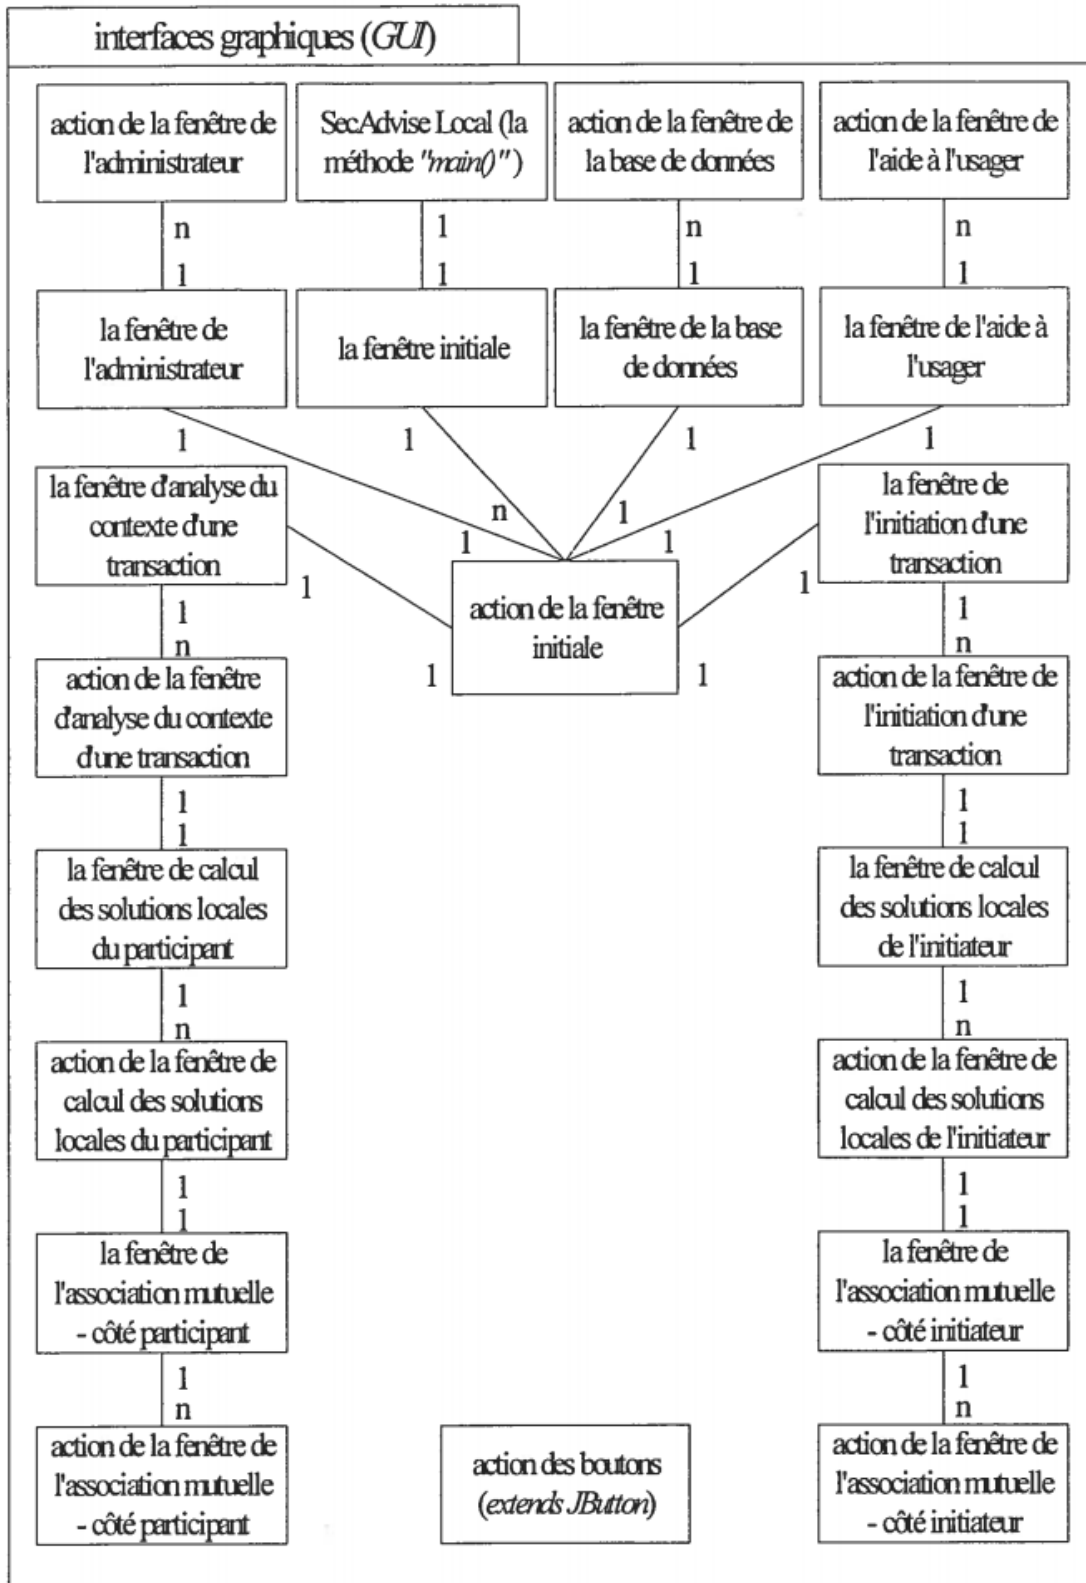 interfaces graphiques (GUI)
action de la fenêtre de
l'administrateur
SecAdvise Local (la
méthode "main()" )
action de la fenêtre de
la base de données
action de la fenêtre de
l'aide à l'usager
n
1
n
n
1
1
1
1
la fenêtre de
l'administrateur
la fenêtre initiale
la fenêtre de la base
de données
la fenêtre de l'aide à
l'usager
1
1
1
1
n
1
1
1
la fenêtre d'analyse du
contexte d'une
transaction
la fenêtre de
l'initiation d'une
transaction
1
1
action de la fenêtre
initiale
1
1
1
n
1
n
action de la fenêtre
d'analyse du contexte
d'une transaction
action de la fenêtre de
l'initiation d'une
transaction
1
1
1
1
la fenêtre de calcul
des solutions locales
du participant
la fenêtre de calcul
des solutions locales
de l'initiateur
1
n
1
n
action de la fenêtre de
calcul des solutions
locales du participant
action de la fenêtre de
calcul des solutions
locales de l'initiateur
1
1
1
1
la fenêtre de
l'association mutuelle
- côté participant
la fenêtre de
l'association mutuelle
- côté initiateur
1
n
1
n
action de la fenêtre de
l'association mutuelle
- côté participant
action des boutons
(extends JButton)
action de la fenêtre de
l'association mutuelle
- côté initiateur